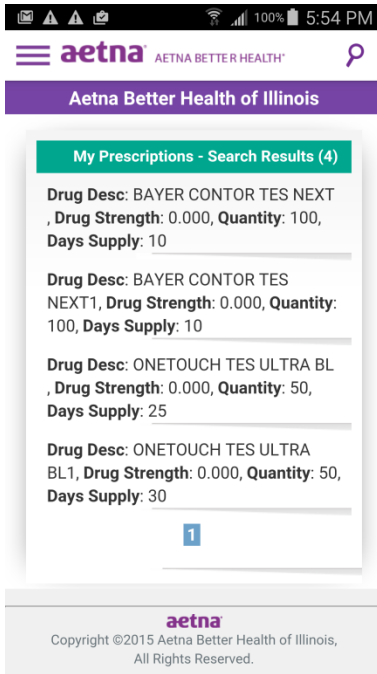 100% 5:54 PM
aetna AETNA BETTER HEALTH®
Aetna Better Health of Illinois
My Prescriptions - Search Results (4)
Drug Desc: BAYER CONTOR TES NEXT
, Drug Strength: 0.000, Quantity: 100,
Days Supply: 10
Drug Desc: BAYER CONTOR TES
NEXT1, Drug Strength: 0.000, Quantity:
100, Days Supply: 10
Drug Desc: ONETOUCH TES ULTRA BL
, Drug Strength: 0.000, Quantity: 50,
Days Supply: 25
Drug Desc: ONETOUCH TES ULTRA
BL1, Drug Strength: 0.000, Quantity: 50,
Days Supply: 30
1
aetna
Copyright ©2015 Aetna Better Health of Illinois,
All Rights Reserved.